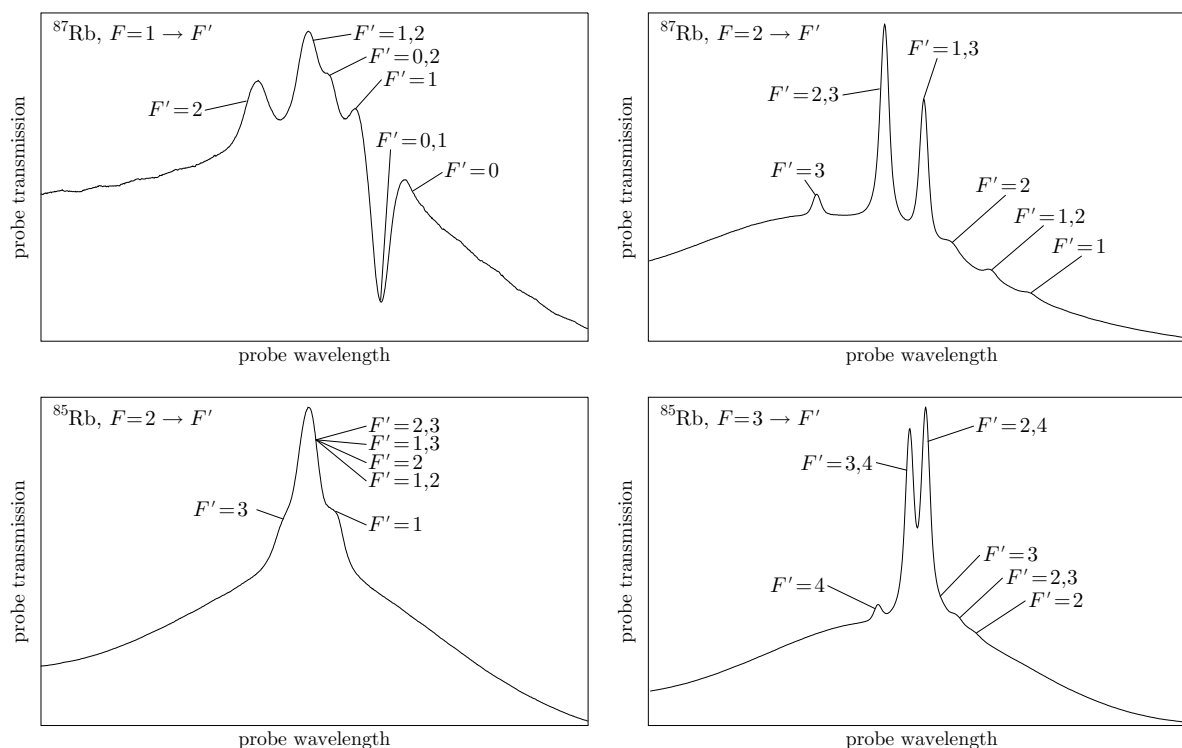 ⁸⁷Rb, F=1 → F′
F′=1,2
F′=0,2
F′=1
F′=2
F′=0,1
F′=0
probe transmission
probe wavelength
⁸⁷Rb, F=2 → F′
F′=1,3
F′=2,3
F′=3
F′=2
F′=1,2
F′=1
probe transmission
probe wavelength
⁸⁵Rb, F=2 → F′
F′=2,3
F′=1,3
F′=2
F′=1,2
F′=3
F′=1
probe transmission
probe wavelength
⁸⁵Rb, F=3 → F′
F′=2,4
F′=3,4
F′=3
F′=2,3
F′=4
F′=2
probe transmission
probe wavelength